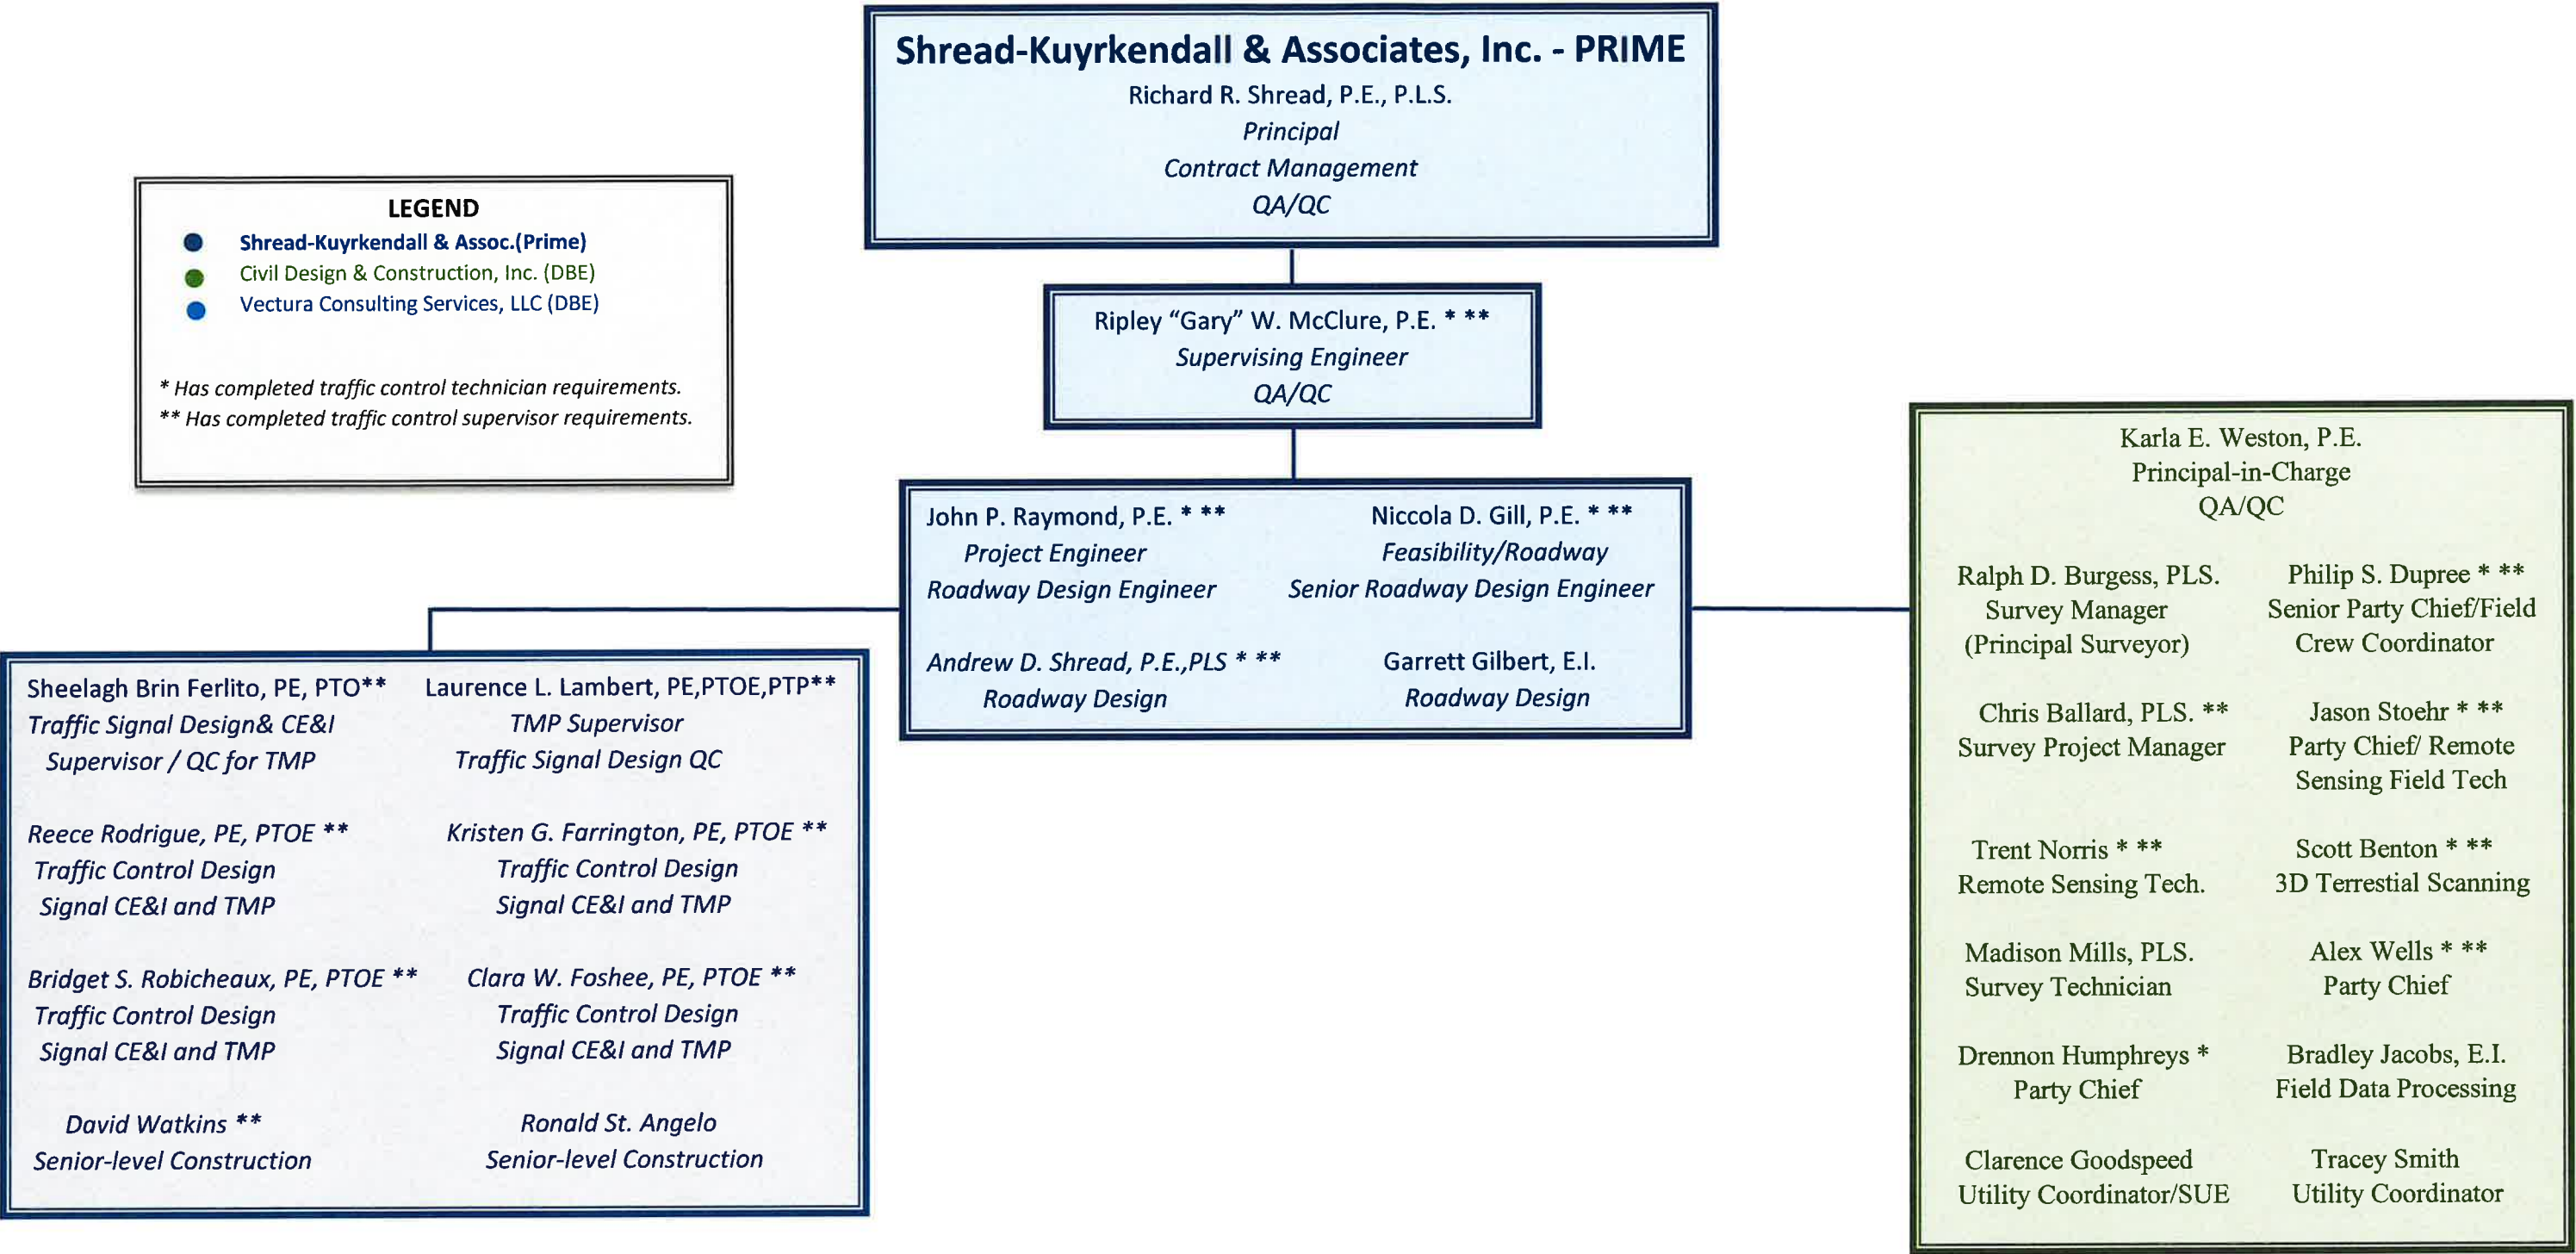 Shread-Kuyrkendall & Associates, Inc. - PRIME
Richard R. Shread, P.E., P.L.S.
Principal
Contract Management
QA/QC
LEGEND
Shread-Kuyrkendall & Assoc.(Prime)
Civil Design & Construction, Inc. (DBE)
Vectura Consulting Services, LLC (DBE)
* Has completed traffic control technician requirements.
** Has completed traffic control supervisor requirements.
Ripley “Gary” W. McClure, P.E. * **
Supervising Engineer
QA/QC
John P. Raymond, P.E. * **
Project Engineer
Roadway Design Engineer
Niccola D. Gill, P.E. * **
Feasibility/Roadway
Senior Roadway Design Engineer
Andrew D. Shread, P.E.,PLS * **
Roadway Design
Garrett Gilbert, E.I.
Roadway Design
Sheelagh Brin Ferlito, PE, PTO**
Traffic Signal Design& CE&I
Supervisor / QC for TMP
Laurence L. Lambert, PE,PTOE,PTP**
TMP Supervisor
Traffic Signal Design QC
Reece Rodrigue, PE, PTOE **
Traffic Control Design
Signal CE&I and TMP
Kristen G. Farrington, PE, PTOE **
Traffic Control Design
Signal CE&I and TMP
Bridget S. Robicheaux, PE, PTOE **
Traffic Control Design
Signal CE&I and TMP
Clara W. Foshee, PE, PTOE **
Traffic Control Design
Signal CE&I and TMP
David Watkins **
Senior-level Construction
Ronald St. Angelo
Senior-level Construction
Karla E. Weston, P.E.
Principal-in-Charge
QA/QC
Ralph D. Burgess, PLS.
Survey Manager
(Principal Surveyor)
Philip S. Dupree * **
Senior Party Chief/Field
Crew Coordinator
Chris Ballard, PLS. **
Survey Project Manager
Jason Stoehr * **
Party Chief/ Remote
Sensing Field Tech
Trent Norris * **
Remote Sensing Tech.
Scott Benton * **
3D Terrestial Scanning
Madison Mills, PLS.
Survey Technician
Alex Wells * **
Party Chief
Drennon Humphreys *
Party Chief
Bradley Jacobs, E.I.
Field Data Processing
Clarence Goodspeed
Utility Coordinator/SUE
Tracey Smith
Utility Coordinator